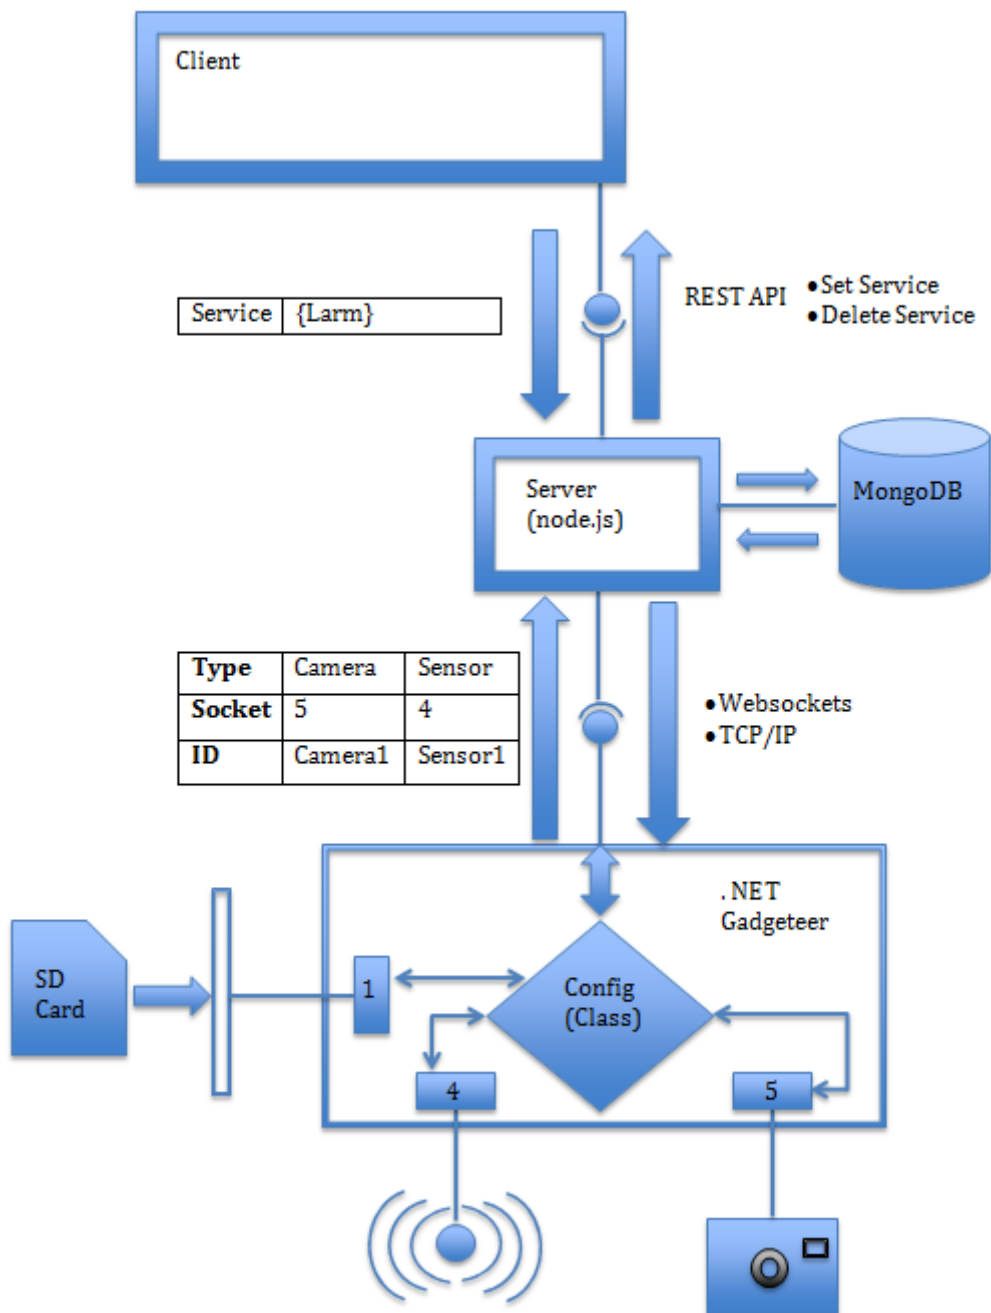 Client
Service {Larm}
REST API
•Set Service
•Delete Service
Server
(node.js)
MongoDB
Type Camera Sensor
Socket 5 4
ID Camera1 Sensor1
•Websockets
•TCP/IP
. NET
Gadgeteer
SD
Card
1
Config
(Class)
4
5